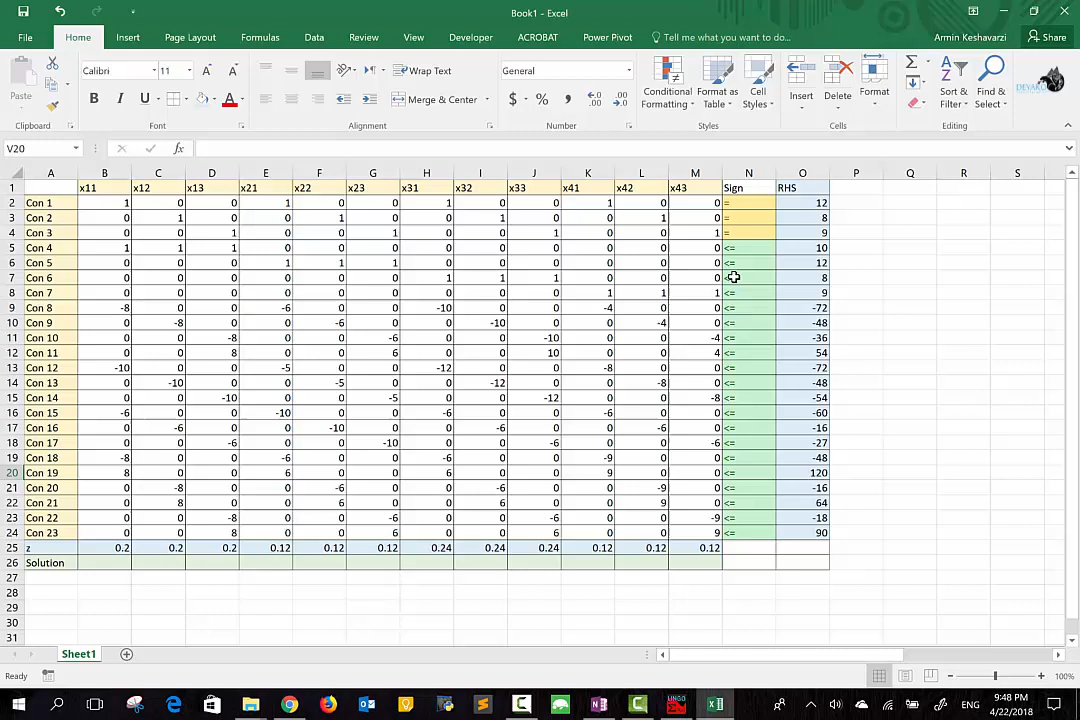 Book1 - Excel
File Home Insert Page Layout Formulas Data Review View Developer ACROBAT Power Pivot Tell me what you want to do... Armin Keshavarzi Share
Paste Calibri 11 A A Wrap Text General Conditional Formatting Format as Table Cell Styles Insert Delete Format Sort & Filter Find & Select
B I U A Merge & Center $ % ,
Clipboard Font Alignment Number Styles Cells Editing
V20 fx
A B C D E F G H I J K L M N O P Q R S
1 x11 x12 x13 x21 x22 x23 x31 x32 x33 x41 x42 x43 Sign RHS
2 Con 1 1 0 0 1 0 0 1 0 0 1 0 0 = 12
3 Con 2 0 1 0 0 1 0 0 1 0 0 1 0 = 8
4 Con 3 0 0 1 0 0 1 0 0 1 0 0 1 = 9
5 Con 4 1 1 1 0 0 0 0 0 0 0 0 0 <= 10
6 Con 5 0 0 0 1 1 1 0 0 0 0 0 0 <= 12
7 Con 6 0 0 0 0 0 0 1 1 1 0 0 0 <= 8
8 Con 7 0 0 0 0 0 0 0 0 0 1 1 1 <= 9
9 Con 8 -8 0 0 -6 0 0 -10 0 0 -4 0 0 <= -72
10 Con 9 0 -8 0 0 -6 0 0 -10 0 0 -4 0 <= -48
11 Con 10 0 0 -8 0 0 -6 0 0 -10 0 0 -4 <= -36
12 Con 11 0 0 8 0 0 6 0 0 10 0 0 4 <= 54
13 Con 12 -10 0 0 -5 0 0 -12 0 0 -8 0 0 <= -72
14 Con 13 0 -10 0 0 -5 0 0 -12 0 0 -8 0 <= -48
15 Con 14 0 0 -10 0 0 -5 0 0 -12 0 0 -8 <= -54
16 Con 15 -6 0 0 -10 0 0 -6 0 0 -6 0 0 <= -60
17 Con 16 0 -6 0 0 -10 0 0 -6 0 0 -6 0 <= -16
18 Con 17 0 0 -6 0 0 -10 0 0 -6 0 0 -6 <= -27
19 Con 18 -8 0 0 -6 0 0 -6 0 0 -9 0 0 <= -48
20 Con 19 8 0 0 6 0 0 6 0 0 9 0 0 <= 120
21 Con 20 0 -8 0 0 -6 0 0 -6 0 0 -9 0 <= -16
22 Con 21 0 8 0 0 6 0 0 6 0 0 9 0 <= 64
23 Con 22 0 0 -8 0 0 -6 0 0 -6 0 0 -9 <= -18
24 Con 23 0 0 8 0 0 6 0 0 6 0 0 9 <= 90
25 z 0.2 0.2 0.2 0.12 0.12 0.12 0.24 0.24 0.24 0.12 0.12 0.12
26 Solution
27
28
29
30
31
Sheet1
Ready 100%
ENG 9:48 PM
4/22/2018